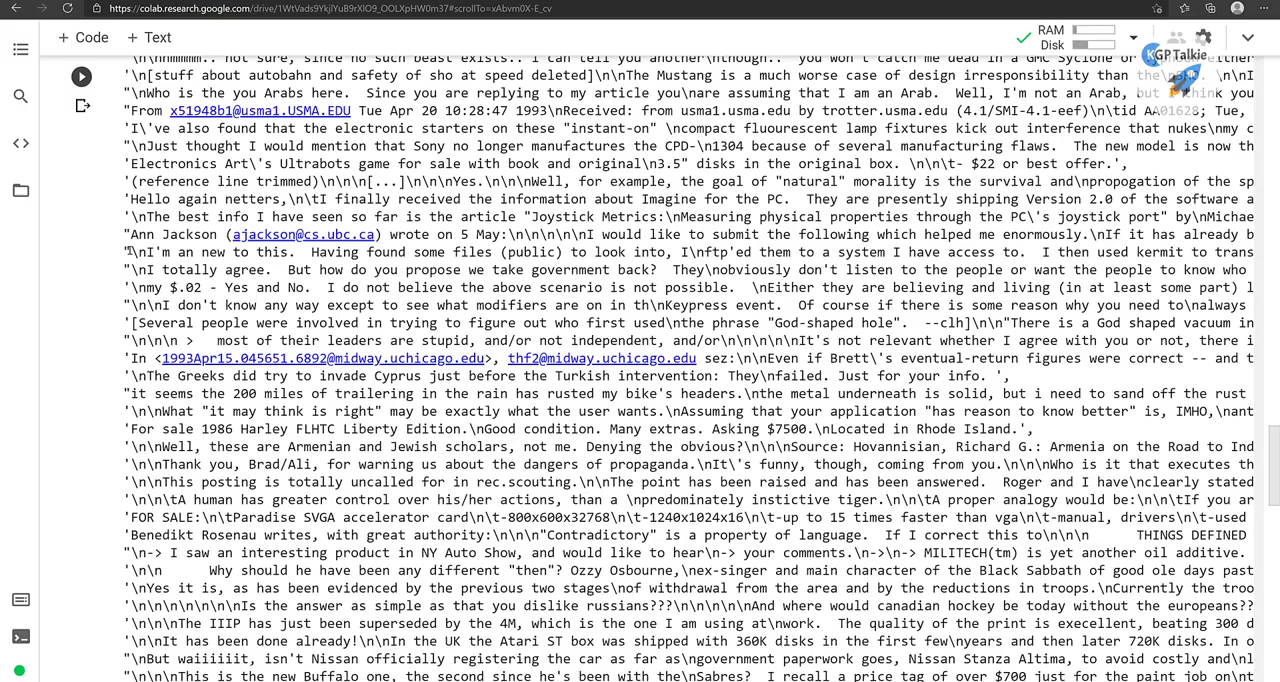 https://colab.research.google.com/drive/1WtVads9YkjlYuB9rXlO9_OOLXpHW0m37#scrollTo=xAbvm0X-E_cv
+ Code + Text
RAM
Disk
KGPTalkie
'\n\nhmmmmm.. not sure, since no such beast exists.. I can tell you another\nthough.. you won't catch me dead in a GMC Syclone or either
'\n[stuff about autobahn and safety of sho at speed deleted]\n\nThe Mustang is a much worse case of design irresponsibility than the\n \n\nI
"\nWho is the you Arabs here.  Since you are replying to my article you\nare assuming that I am an Arab.  Well, I'm not an Arab, but I think you
"From x51948b1@usma1.USMA.EDU Tue Apr 20 10:28:47 1993\nReceived: from usma1.usma.edu by trotter.usma.edu (4.1/SMI-4.1-eef)\n\tid AA01628; Tue,
'I\'ve also found that the electronic starters on these "instant-on" \ncompact fluourescent lamp fixtures kick out interference that nukes\nmy c
"\nJust thought I would mention that Sony no longer manufactures the CPD-\n1304 because of several manufacturing flaws.  The new model is now th
'Electronics Art\'s Ultrabots game for sale with book and original\n3.5" disks in the original box. \n\n\t- $22 or best offer.',
'(reference line trimmed)\n\n\n[...]\n\n\nYes.\n\n\nWell, for example, the goal of "natural" morality is the survival and\npropogation of the sp
'Hello again netters,\n\tI finally received the information about Imagine for the PC.  They are presently shipping Version 2.0 of the software a
'\nThe best info I have seen so far is the article "Joystick Metrics:\nMeasuring physical properties through the PC\'s joystick port" by\nMichae
"Ann Jackson (ajackson@cs.ubc.ca) wrote on 5 May:\n\n\n\n\nI would like to submit the following which helped me enormously.\nIf it has already b
"\nI'm an new to this.  Having found some files (public) to look into, I\nftp'ed them to a system I have access to.  I then used kermit to trans
"\nI totally agree.  But how do you propose we take government back?  They\nobviously don't listen to the people or want the people to know who
'\nmy $.02 - Yes and No.  I do not believe the above scenario is not possible.  \nEither they are believing and living (in at least some part) l
"\n\nI don't know any way except to see what modifiers are on in th\nKeypress event.  Of course if there is some reason why you need to\nalways
'[Several people were involved in trying to figure out who first used\nthe phrase "God-shaped hole".  --clh]\n\n"There is a God shaped vacuum in
"\n\n\n >   most of their leaders are stupid, and/or not independent, and/or\n\n\n\n\nIt's not relevant whether I agree with you or not, there i
'In <1993Apr15.045651.6892@midway.uchicago.edu>, thf2@midway.uchicago.edu sez:\n\nEven if Brett\'s eventual-return figures were correct -- and t
'\nThe Greeks did try to invade Cyprus just before the Turkish intervention: They\nfailed. Just for your info. ',
"it seems the 200 miles of trailering in the rain has rusted my bike's headers.\nthe metal underneath is solid, but i need to sand off the rust
'\n\nWhat "it may think is right" may be exactly what the user wants.\nAssuming that your application "has reason to know better" is, IMHO,\nant
'For sale 1986 Harley FLHTC Liberty Edition.\nGood condition. Many extras. Asking $7500.\nLocated in Rhode Island.',
'\n\nWell, these are Armenian and Jewish scholars, not me. Denying the obvious?\n\n\nSource: Hovannisian, Richard G.: Armenia on the Road to Ind
'\n\nThank you, Brad/Ali, for warning us about the dangers of propaganda.\nIt\'s funny, though, coming from you.\n\n\nWho is it that executes th
'\n\nThis posting is totally uncalled for in rec.scouting.\n\nThe point has been raised and has been answered.  Roger and I have\nclearly stated
'\n\n\tA human has greater control over his/her actions, than a \npredominately instictive tiger.\n\n\tA proper analogy would be:\n\n\tIf you ar
'FOR SALE:\n\tParadise SVGA accelerator card\n\t-800x600x32768\n\t-1240x1024x16\n\t-up to 15 times faster than vga\n\t-manual, drivers\n\t-used
'Benedikt Rosenau writes, with great authority:\n\n\n"Contradictory" is a property of language.  If I correct this to\n\n\n      THINGS DEFINED
"\n-> I saw an interesting product in NY Auto Show, and would like to hear\n-> your comments.\n->\n-> MILITECH(tm) is yet another oil additive.
'\n\n      Why should he have been any different "then"? Ozzy Osbourne,\nex-singer and main character of the Black Sabbath of good ole days past
'\nYes it is, as has been evidenced by the previous two stages\nof withdrawal from the area and by the reductions in troops.\nCurrently the troo
'\n\n\n\n\n\n\nIs the answer as simple as that you dislike russians???\n\n\n\n\n\nAnd where would canadian hockey be today without the europeans??
'\n\nThe IIIP has just been superseded by the 4M, which is the one I am using at\nwork.  The quality of the print is execellent, beating 300 d
'\n\nIt has been done already!\n\nIn the UK the Atari ST box was shipped with 360K disks in the first few\nyears and then later 720K disks. In o
"\nBut waiiiiiit, isn't Nissan officially registering the car as far as\ngovernment paperwork goes, Nissan Stanza Altima, to avoid costly and\nl
"\n\n\nThis is the new Buffalo one, the second since he's been with the\nSabres?  I recall a price tag of over $700 just for the paint job on\nt